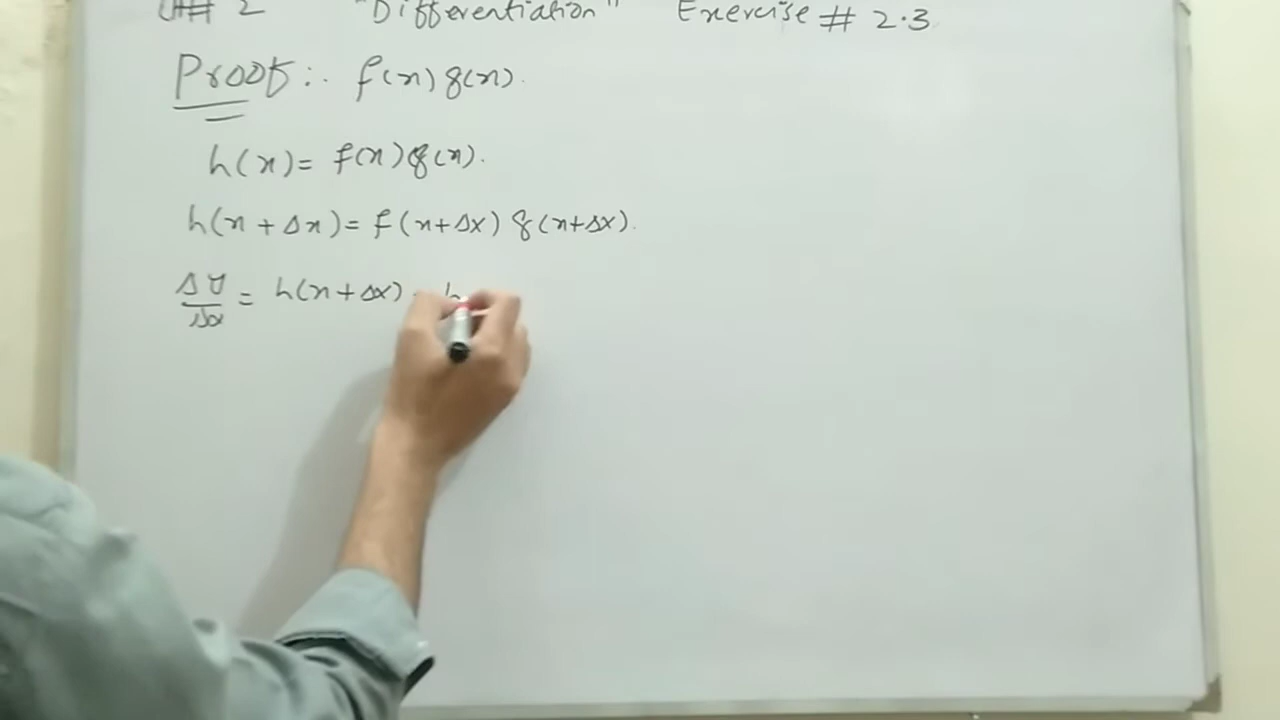 # 2 "Differentiation" Exercise # 2.3
Proof:. f(x)g(x).
h(x)= f(x)g(x).
h(x+Δx)= f(x+Δx) g(x+Δx).
Δy/Δx = h(x+Δx) - h